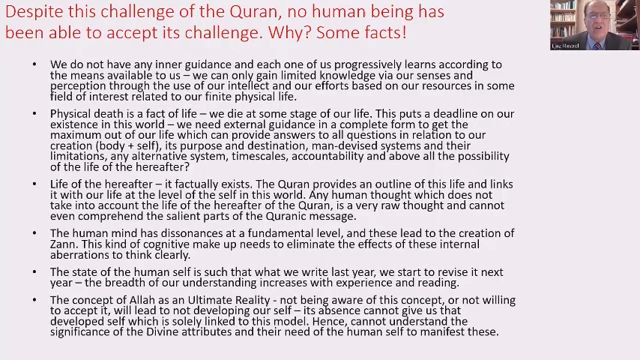 Despite this challenge of the Quran, no human being has
been able to accept its challenge. Why? Some facts!
• We do not have any inner guidance and each one of us progressively learns according to
the means available to us – we can only gain limited knowledge via our senses and
perception through the use of our intellect and our efforts based on our resources in some
field of interest related to our finite physical life.
• Physical death is a fact of life – we die at some stage of our life. This puts a deadline on our
existence in this world – we need external guidance in a complete form to get the
maximum out of our life which can provide answers to all questions in relation to our
creation (body + self), its purpose and destination, man-devised systems and their
limitations, any alternative system, timescales, accountability and above all the possibility
of the life of the hereafter?
• Life of the hereafter – it factually exists. The Quran provides an outline of this life and links
it with our life at the level of the self in this world. Any human thought which does not
take into account the life of the hereafter of the Quran, is a very raw thought and cannot
even comprehend the salient parts of the Quranic message.
• The human mind has dissonances at a fundamental level, and these lead to the creation of
Zann. This kind of cognitive make up needs to eliminate the effects of these internal
aberrations to think clearly.
• The state of the human self is such that what we write last year, we start to revise it next
year – the breadth of our understanding increases with experience and reading.
• The concept of Allah as an Ultimate Reality - not being aware of this concept, or not willing
to accept it, will lead to not developing our self – its absence cannot give us that
developed self which is solely linked to this model. Hence, cannot understand the
significance of the Divine attributes and their need of the human self to manifest these.